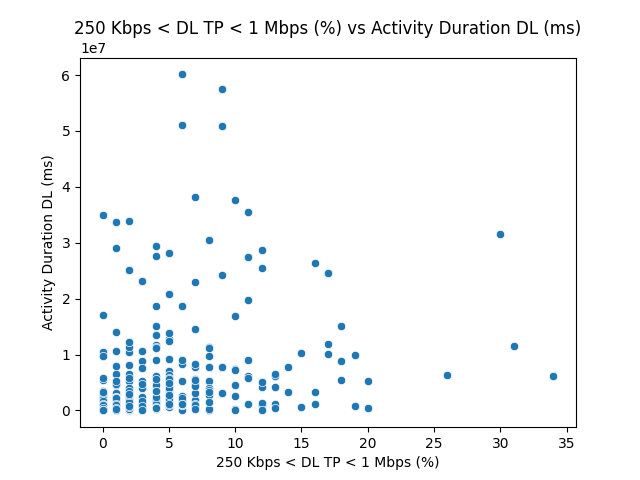 250 Kbps < DL TP < 1 Mbps (%) vs Activity Duration DL (ms)
1e7
6
5
4
3
2
1
0
Activity Duration DL (ms)
0 5 10 15 20 25 30 35
250 Kbps < DL TP < 1 Mbps (%)